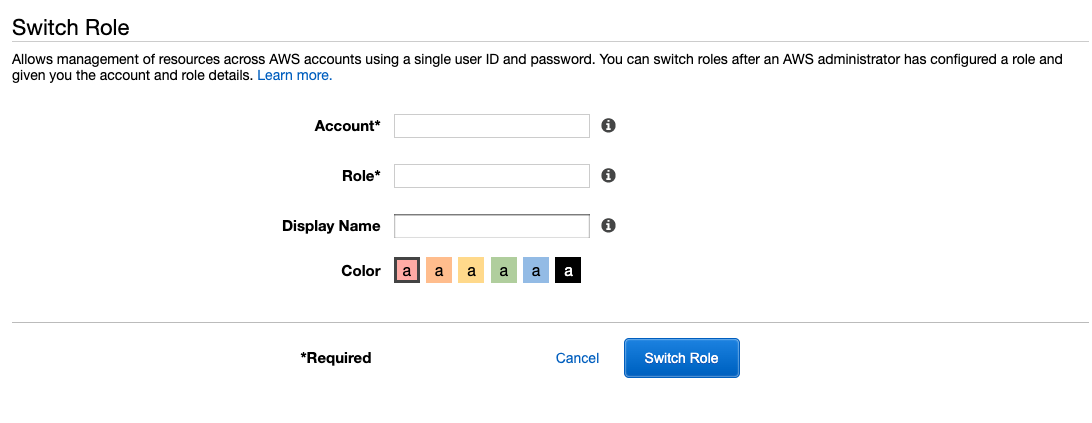 Switch Role
Allows management of resources across AWS accounts using a single user ID and password. You can switch roles after an AWS administrator has configured a role and
given you the account and role details. Learn more.
Account*
Role*
Display Name
Color a a a a a a
*Required Cancel Switch Role